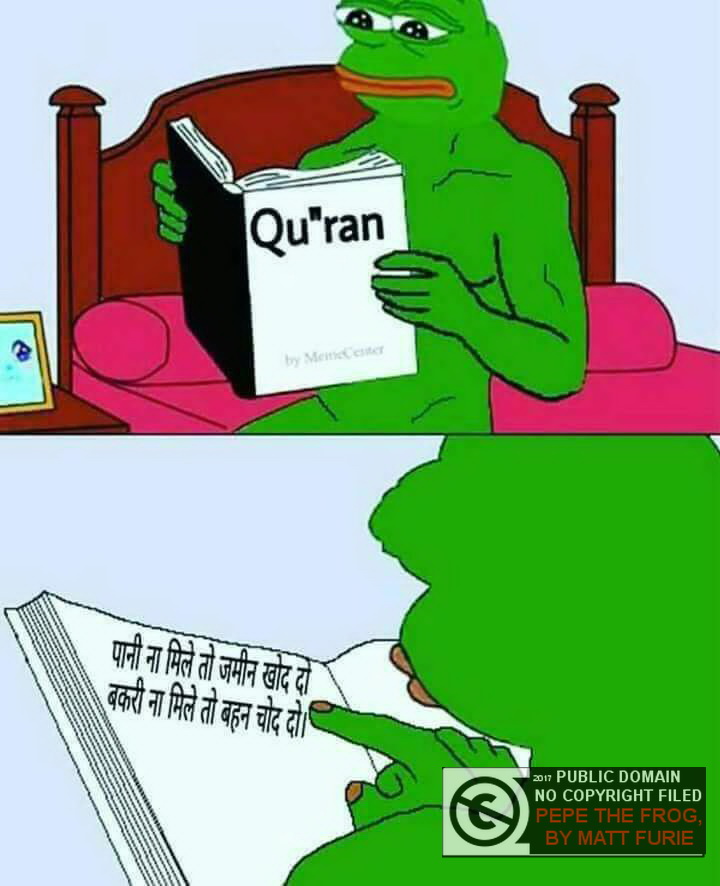 Qu"ran
by MemeCenter
पानी ना मिले तो जमीन खोद दो
बकरी ना मिले तो बहन चोद दो।
2017 PUBLIC DOMAIN
NO COPYRIGHT FILED
PEPE THE FROG,
BY MATT FURIE